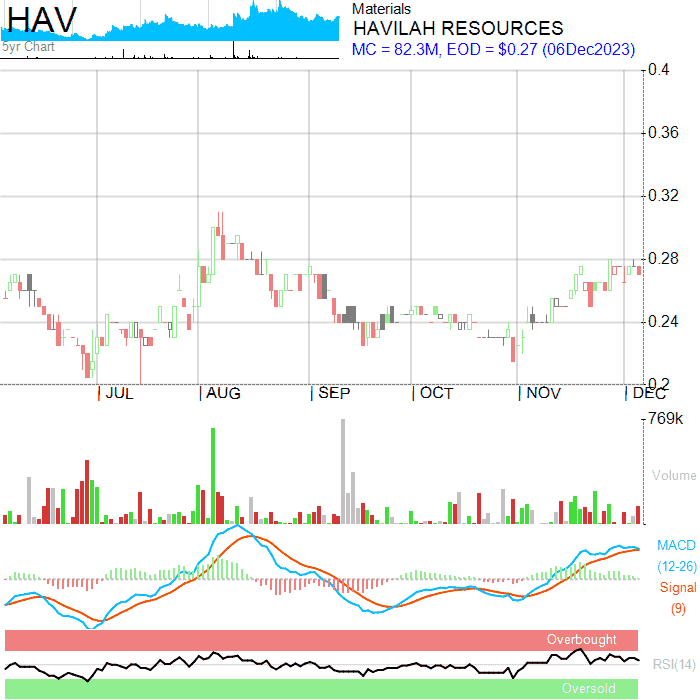 HAV
5yr Chart
Materials
HAVILAH RESOURCES
MC = 82.3M, EOD = $0.27 (06Dec2023)
0.4
0.36
0.32
0.28
0.24
0.2
JUL AUG SEP OCT NOV DEC
769k
Volume
MACD
(12-26)
Signal
(9)
Overbought
RSI(14)
Oversold